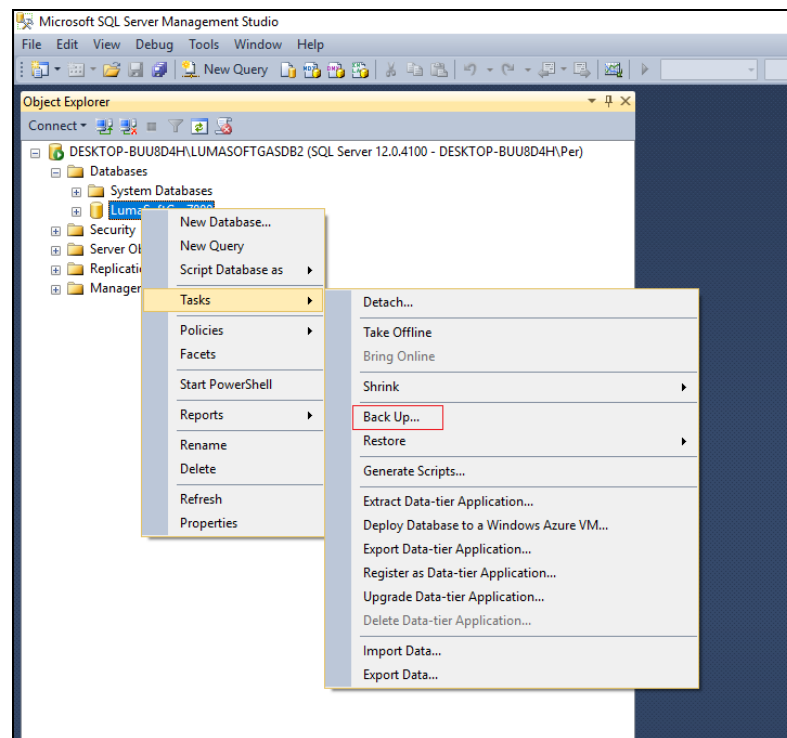 Microsoft SQL Server Management Studio
File Edit View Debug Tools Window Help
New Query
Object Explorer
Connect
DESKTOP-BUU8D4H\LUMASOFTGASDB2 (SQL Server 12.0.4100 - DESKTOP-BUU8D4H\Per)
Databases
System Databases
Security
Replicati
Manager
New Database...
New Query
Script Database as
Tasks
Policies
Facets
Start PowerShell
Reports
Rename
Delete
Refresh
Properties
Detach...
Take Offline
Bring Online
Shrink
Back Up...
Restore
Generate Scripts...
Extract Data-tier Application...
Deploy Database to a Windows Azure VM...
Export Data-tier Application...
Register as Data-tier Application...
Upgrade Data-tier Application...
Delete Data-tier Application...
Import Data...
Export Data...